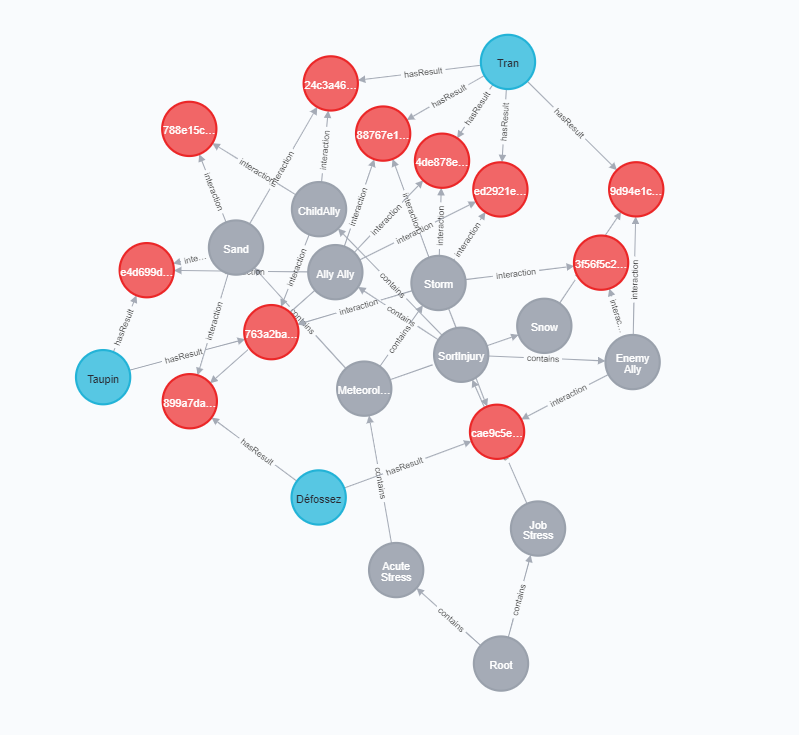 Tran
hasResult
24c3a46...
hasResult
hasResult
hasResult
hasResult
788e15c...
88767e1...
4de878e...
ed2921e...
9d94e1c...
interaction
interaction
interaction
interaction
ChildAlly
interaction
interaction
interaction
interaction
interaction
interaction
Sand
inte...
e4d699d...
interaction
Ally Ally
Storm
interaction
3f56f5c2...
interaction
contains
interaction
interaction
763a2ba...
contains
contains
contains
Snow
interac...
SortInjury
contains
Enemy
Ally
hasResult
hasResult
Taupin
Meteorol...
899a7da...
interaction
cae9c5e...
hasResult
hasResult
Défossez
contains
Job
Stress
Acute
Stress
contains
contains
Root